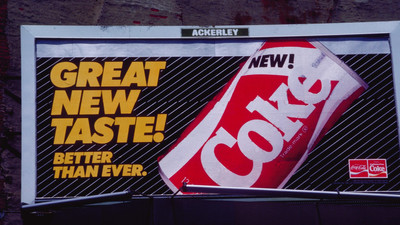 ACKERLEY
GREAT
NEW
TASTE!
BETTER
THAN EVER.
NEW!
Coke
Coca-Cola
Coke